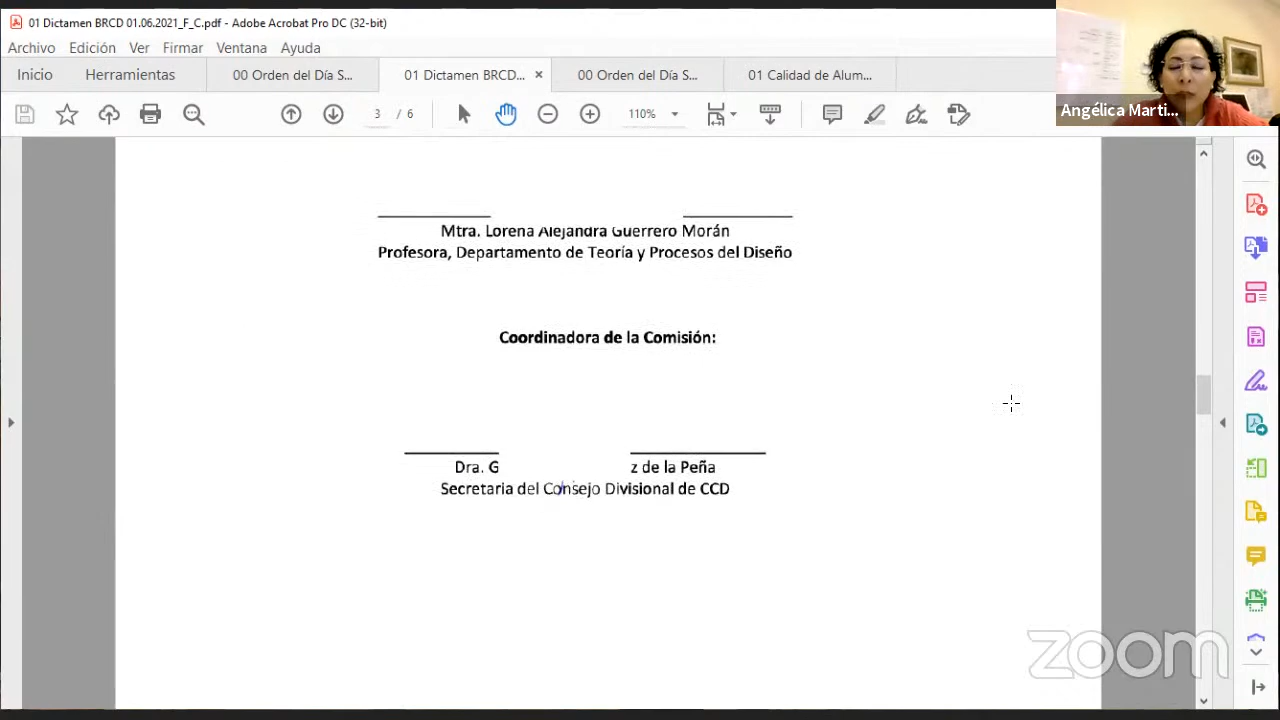 01 Dictamen BRCD 01.06.2021_F_C.pdf - Adobe Acrobat Pro DC (32-bit)
Archivo Edición Ver Firmar Ventana Ayuda
Inicio Herramientas 00 Orden del Día S... 01 Dictamen BRCD... × 00 Orden del Día S... 01 Calidad de Alum...
3 / 6 110%
Angélica Marti...
Mtra. Lorena Alejandra Guerrero Morán
Profesora, Departamento de Teoría y Procesos del Diseño
Coordinadora de la Comisión:
Dra. G z de la Peña
Secretaria del Consejo Divisional de CCD
zoom